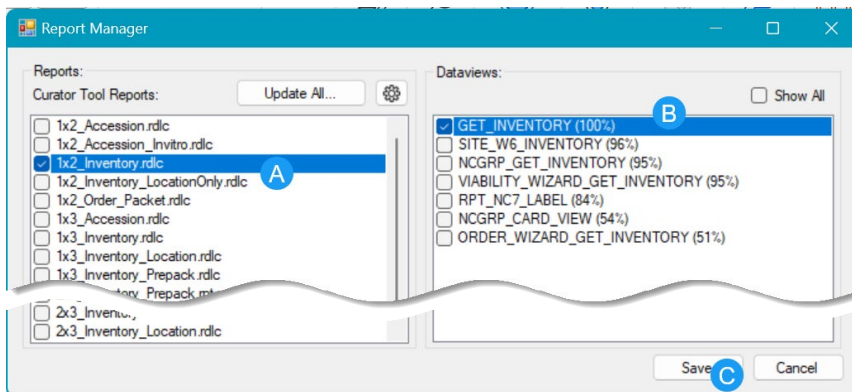 Report Manager
Reports:
Curator Tool Reports:
Update All...
1x2_Accession.rdlc
1x2_Accession_Invitro.rdlc
1x2_Inventory.rdlc
A
1x2_Inventory_LocationOnly.rdlc
1x2_Order_Packet.rdlc
1x3_Accession.rdlc
1x3_Inventory.rdlc
1x3_Inventory_Location.rdlc
1x3_Inventory_Prepack.rdlc
2x3_Inventory_Location.rdlc
Dataviews:
Show All
B
GET_INVENTORY (100%)
SITE_W6_INVENTORY (96%)
NCGRP_GET_INVENTORY (95%)
VIABILITY_WIZARD_GET_INVENTORY (95%)
RPT_NC7_LABEL (84%)
NCGRP_CARD_VIEW (54%)
ORDER_WIZARD_GET_INVENTORY (51%)
Save
C
Cancel